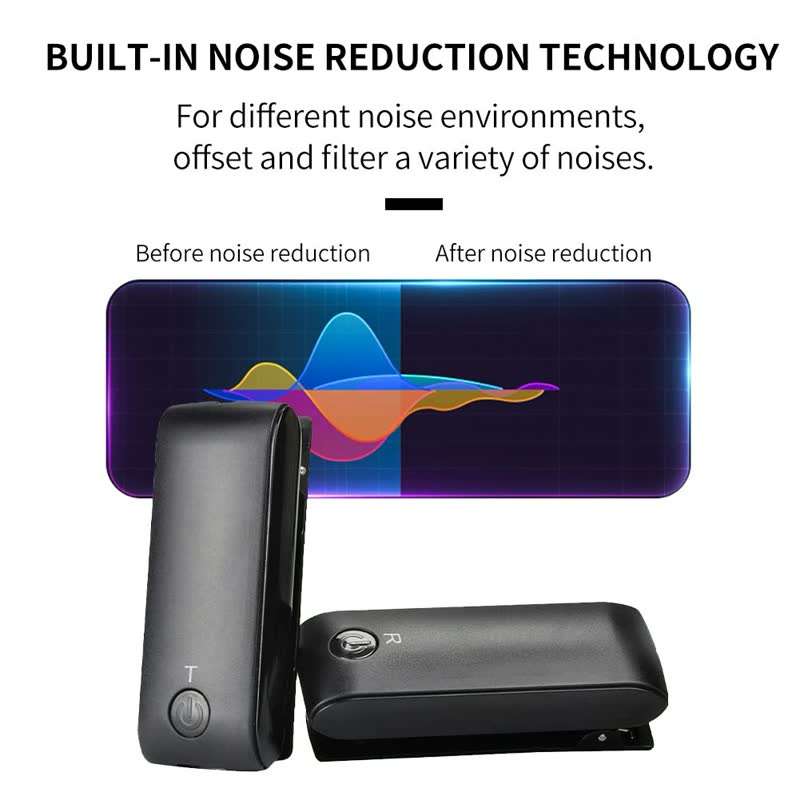 BUILT-IN NOISE REDUCTION TECHNOLOGY
For different noise environments,
offset and filter a variety of noises.
Before noise reduction
After noise reduction
T
R